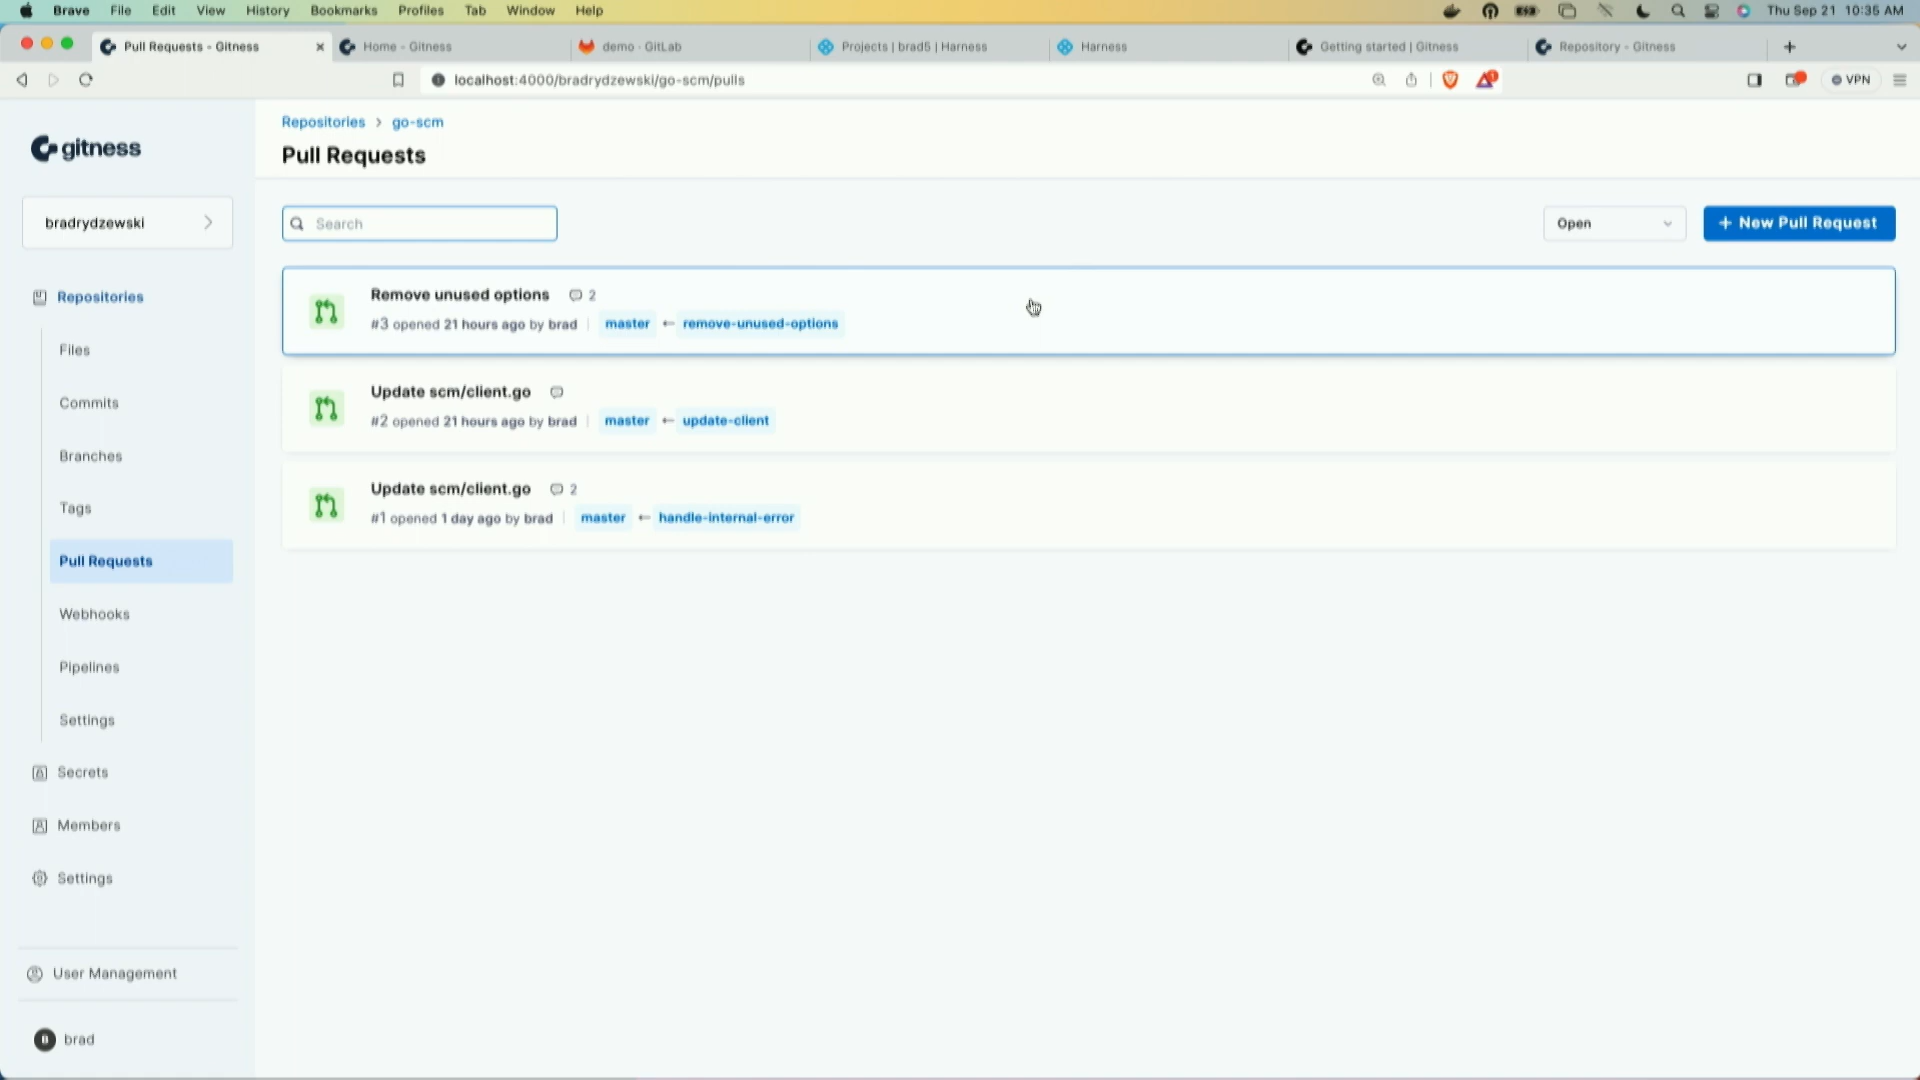 Brave File Edit View History Bookmarks Profiles Tab Window Help Thu Sep 21 10:35 AM
Pull Requests - Gitness Home - Gitness demo · GitLab Projects | brad5 | Harness Harness Getting started | Gitness Repository - Gitness
localhost:4000/bradrydzewski/go-scm/pulls VPN
gitness
bradrydzewski
Repositories
Files
Commits
Branches
Tags
Pull Requests
Webhooks
Pipelines
Settings
Secrets
Members
Settings
User Management
brad
Repositories > go-scm
Pull Requests
Search
Open
+ New Pull Request
Remove unused options 2
#3 opened 21 hours ago by brad | master ← remove-unused-options
Update scm/client.go
#2 opened 21 hours ago by brad | master ← update-client
Update scm/client.go 2
#1 opened 1 day ago by brad | master ← handle-internal-error